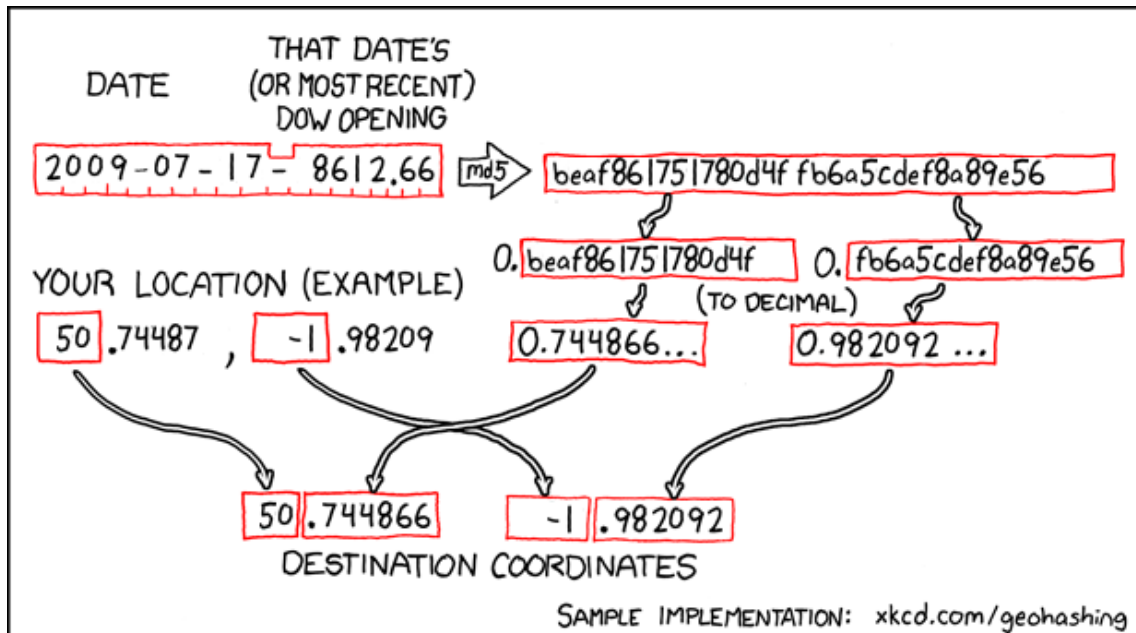 DATE
THAT DATE'S
(OR MOST RECENT)
DOW OPENING
2009-07-17-8612.66
md5
beaf861751780d4ffb6a5cdef8a89e56
0.beaf861751780d4f
0.fb6a5cdef8a89e56
(TO DECIMAL)
YOUR LOCATION (EXAMPLE)
50.74487, -1.98209
0.744866...
0.982092...
50.744866
-1.982092
DESTINATION COORDINATES
SAMPLE IMPLEMENTATION: xkcd.com/geohashing